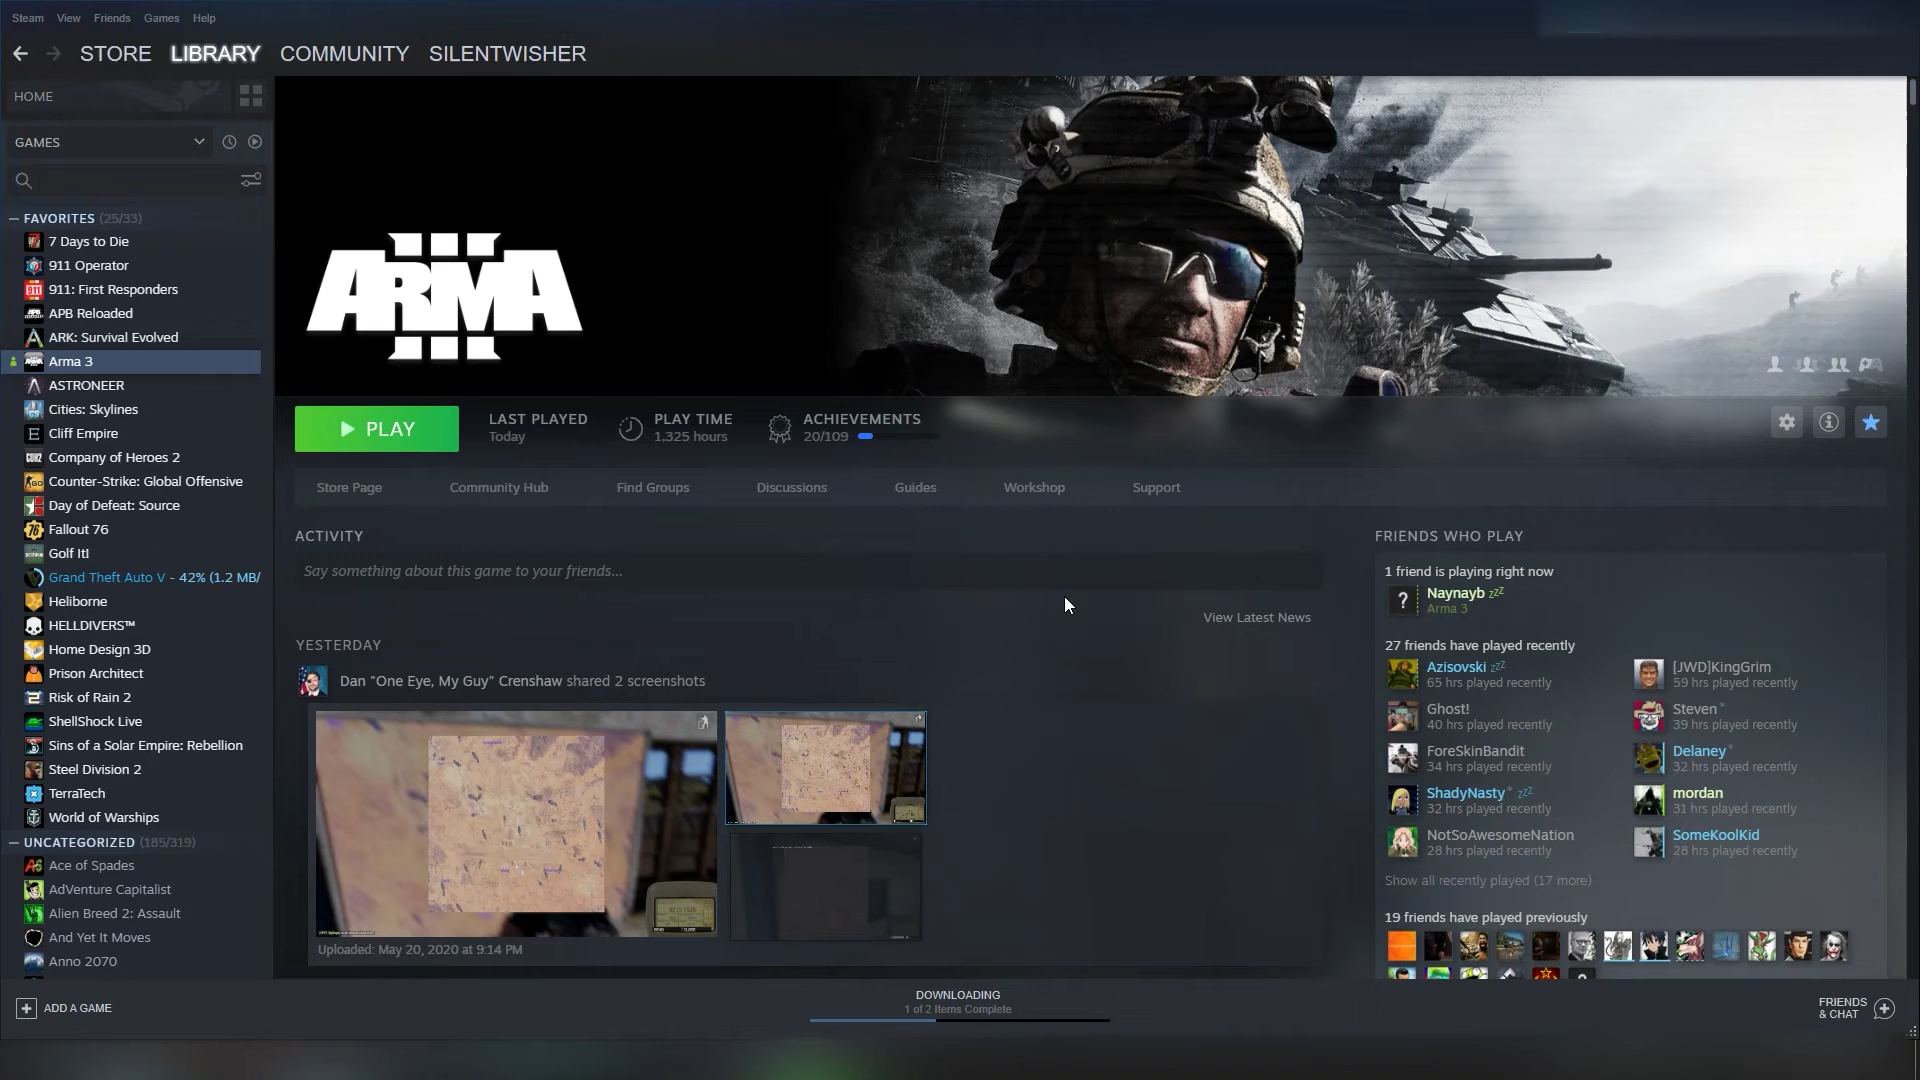 Steam View Friends Games Help
STORE LIBRARY COMMUNITY SILENTWISHER
HOME
GAMES
FAVORITES (25/33)
7 Days to Die
911 Operator
911: First Responders
APB Reloaded
ARK: Survival Evolved
Arma 3
ASTRONEER
Cities: Skylines
Cliff Empire
Company of Heroes 2
Counter-Strike: Global Offensive
Day of Defeat: Source
Fallout 76
Golf It!
Grand Theft Auto V - 42% (1.2 MB/
Heliborne
HELLDIVERS™
Home Design 3D
Prison Architect
Risk of Rain 2
ShellShock Live
Sins of a Solar Empire: Rebellion
Steel Division 2
TerraTech
World of Warships
UNCATEGORIZED (185/319)
Ace of Spades
AdVenture Capitalist
Alien Breed 2: Assault
And Yet It Moves
Anno 2070
ADD A GAME
ARMA III
PLAY
LAST PLAYED
Today
PLAY TIME
1,325 hours
ACHIEVEMENTS
20/109
Store Page Community Hub Find Groups Discussions Guides Workshop Support
ACTIVITY
Say something about this game to your friends...
View Latest News
YESTERDAY
Dan "One Eye, My Guy" Crenshaw shared 2 screenshots
Uploaded: May 20, 2020 at 9:14 PM
FRIENDS WHO PLAY
1 friend is playing right now
Naynayb zzz
Arma 3
27 friends have played recently
Azisovski zzz
65 hrs played recently
[JWD]KingGrim
59 hrs played recently
Ghost!
40 hrs played recently
Steven*
39 hrs played recently
ForeSkinBandit
34 hrs played recently
Delaney*
32 hrs played recently
ShadyNasty* zzz
32 hrs played recently
mordan
31 hrs played recently
NotSoAwesomeNation
28 hrs played recently
SomeKoolKid
28 hrs played recently
Show all recently played (17 more)
19 friends have played previously
DOWNLOADING
1 of 2 Items Complete
FRIENDS
& CHAT